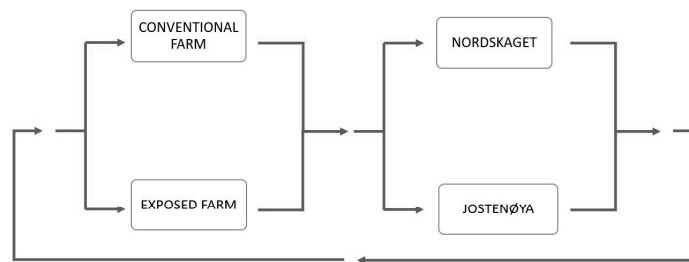 CONVENTIONAL
FARM
NORDSKAGET
EXPOSED FARM
JOSTENØYA